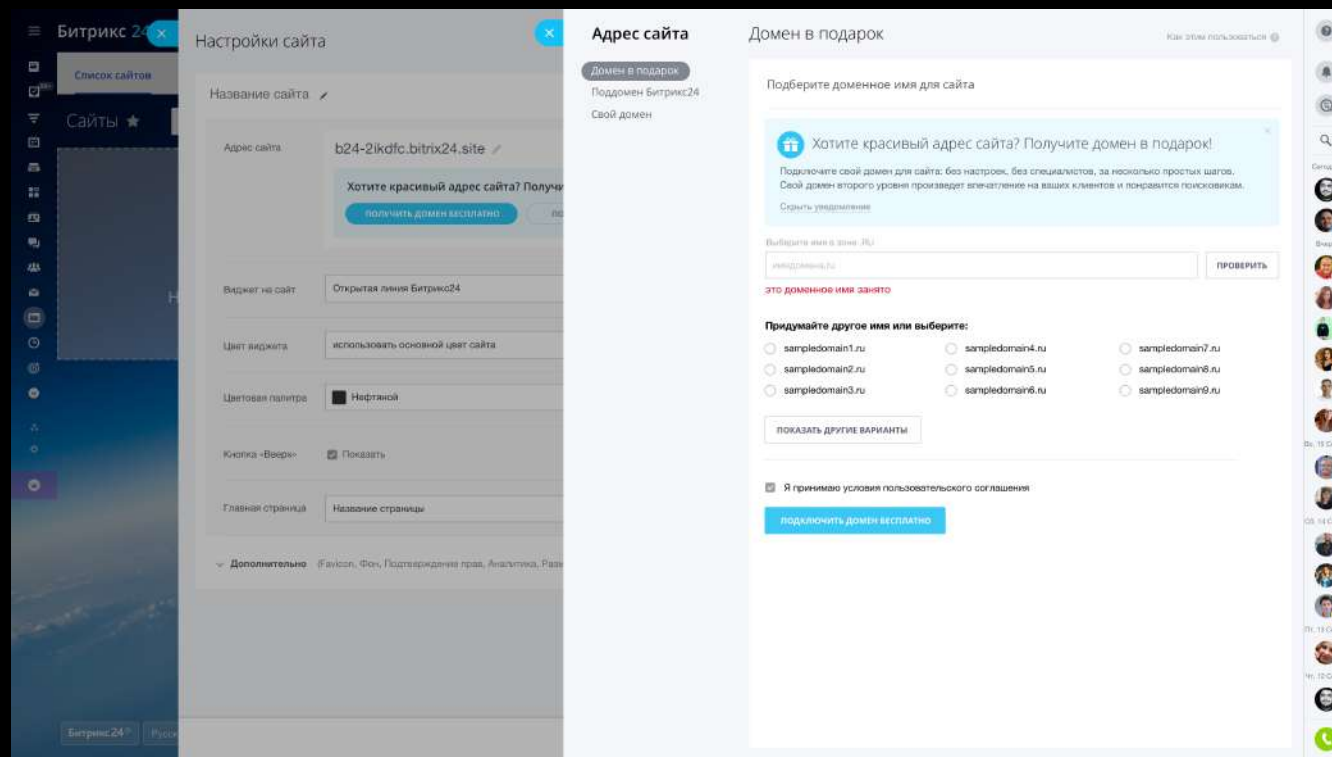 Битрикс 24
Список сайтов
Сайты
Битрикс24
Настройки сайта
Название сайта
Адрес сайта
b24-2ikdfc.bitrix24.site
Хотите красивый адрес сайта?
ПОЛУЧИТЬ ДОМЕН БЕСПЛАТНО
Виджет на сайт
Открытая линия Битрикс24
Цвет виджета
использовать основной цвет сайта
Цветовая палитра
Нефтяной
Кнопка «Вверх»
Показать
Главная страница
Название страницы
Дополнительно (Favicon, Фон, Подтверждение прав, Аналитика,
Адрес сайта
Домен в подарок
Поддомен Битрикс24
Свой домен
Домен в подарок
Как этим пользоваться
Подберите доменное имя для сайта
Хотите красивый адрес сайта? Получите домен в подарок!
Подключите свой домен для сайта: без настроек, без специалистов, за несколько простых шагов.
Свой домен второго уровня произведет впечатление на ваших клиентов и понравится поисковикам.
Скрыть уведомление
Выберите имя в зоне .RU
имядомена.ru
ПРОВЕРИТЬ
это доменное имя занято
Придумайте другое имя или выберите:
sampledomain1.ru sampledomain4.ru sampledomain7.ru
sampledomain2.ru sampledomain5.ru sampledomain8.ru
sampledomain3.ru sampledomain6.ru sampledomain9.ru
ПОКАЗАТЬ ДРУГИЕ ВАРИАНТЫ
Я принимаю условия пользовательского соглашения
ПОДКЛЮЧИТЬ ДОМЕН БЕСПЛАТНО